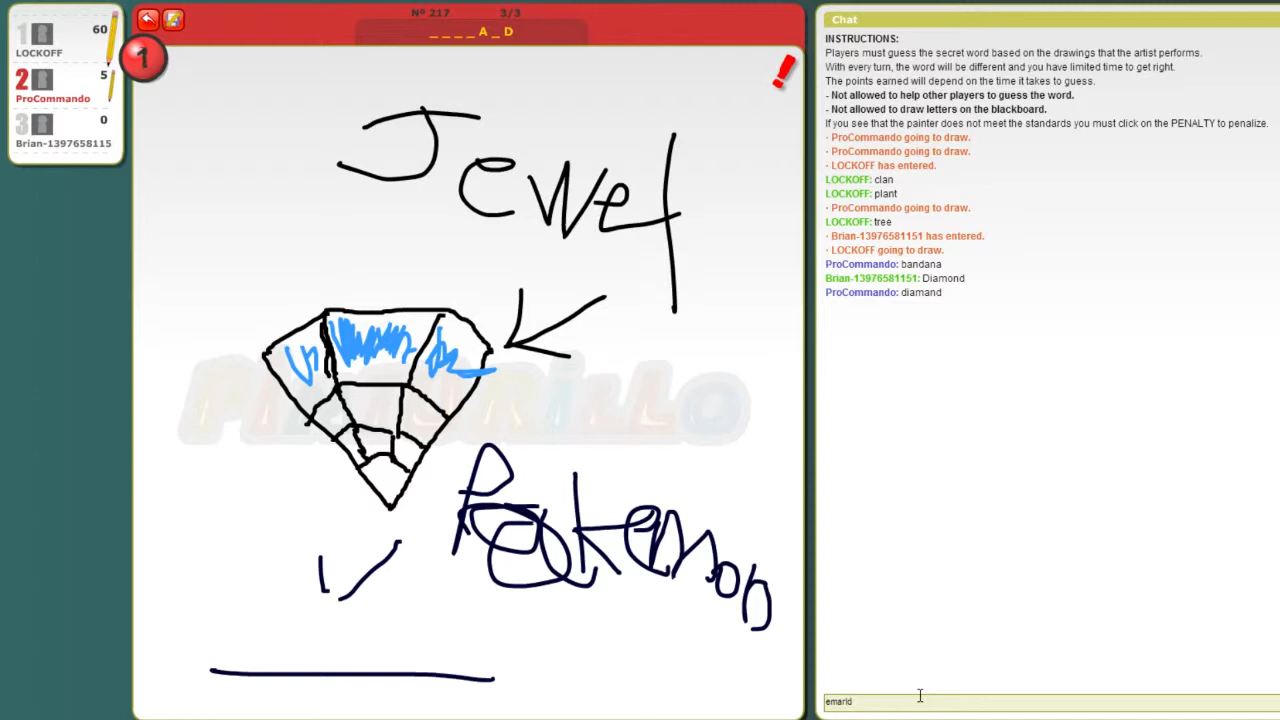 1
60
LOCKOFF
2
5
ProCommando
3
0
Brian-1397658115
1
Nº 217 3/3
_ _ _ _ A _ D
Jewel
PINTURILLO
Pokemon
Chat
INSTRUCTIONS:
Players must guess the secret word based on the drawings that the artist performs.
With every turn, the word will be different and you have limited time to get right.
The points earned will depend on the time it takes to guess.
- Not allowed to help other players to guess the word.
- Not allowed to draw letters on the blackboard.
If you see that the painter does not meet the standards you must click on the PENALTY to penalize.
· ProCommando going to draw.
· ProCommando going to draw.
· LOCKOFF has entered.
LOCKOFF: clan
LOCKOFF: plant
· ProCommando going to draw.
LOCKOFF: tree
· Brian-13976581151 has entered.
· LOCKOFF going to draw.
ProCommando: bandana
Brian-13976581151: Diamond
ProCommando: diamand
emarld